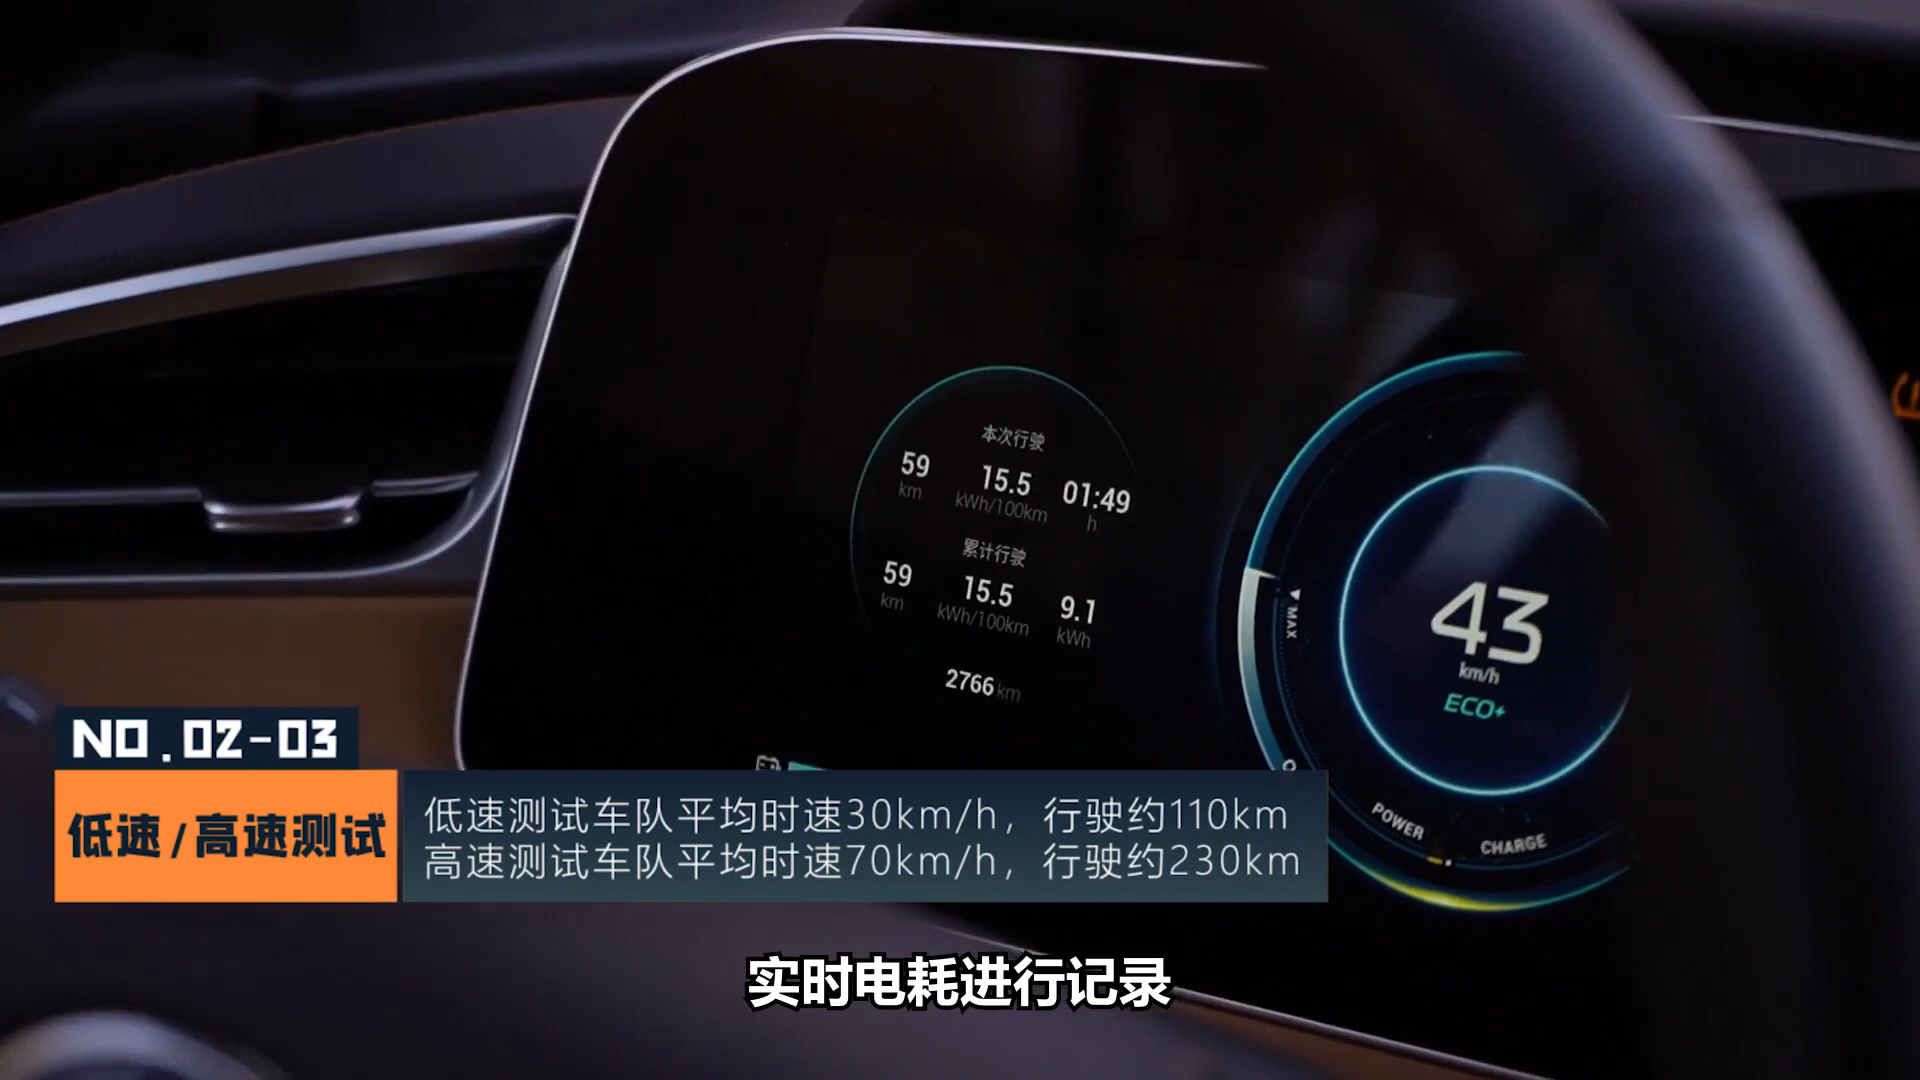 本次行驶
59 15.5 01:49
km kWh/100km h
累计行驶
59 15.5 9.1
km kWh/100km kWh
2766 km
MAX
43
km/h
ECO+
POWER
CHARGE
NO.02-03
低速/高速测试
低速测试车队平均时速30km/h，行驶约110km
高速测试车队平均时速70km/h，行驶约230km
实时电耗进行记录